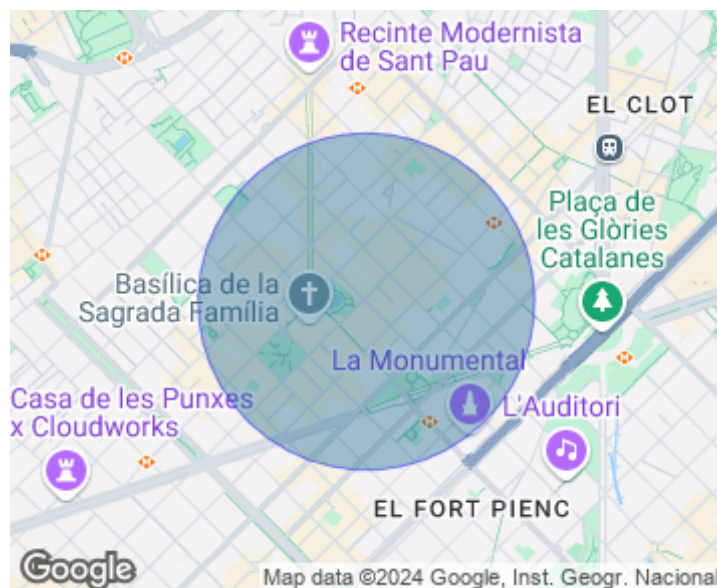 Recinte Modernista
de Sant Pau
EL CLOT
Plaça de
les Glòries
Catalanes
Basílica de la
Sagrada Família
La Monumental
Casa de les Punxes
x Cloudworks
L'Auditori
EL FORT PIENC
Google
Map data ©2024 Google, Inst. Geogr. Nacional